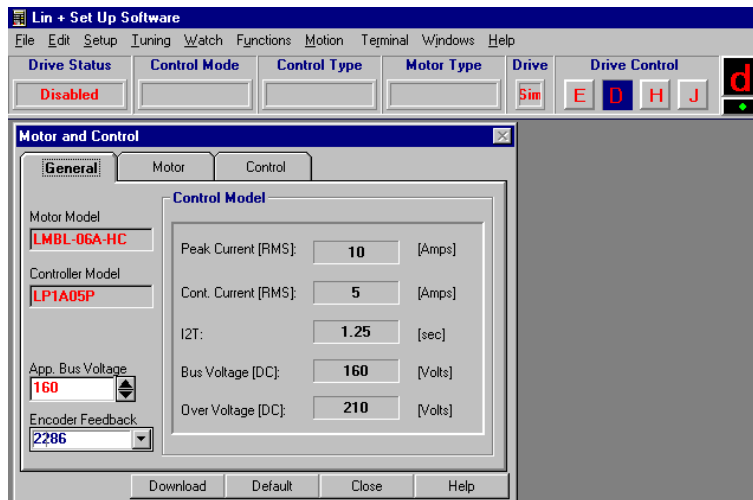 Lin + Set Up Software
File Edit Setup Tuning Watch Functions Motion Terminal Windows Help
Drive Status Control Mode Control Type Motor Type Drive Drive Control
Disabled Sim E D H J d
Motor and Control
General Motor Control
Control Model
Motor Model
LMBL-06A-HC
Peak Current [RMS]: 10 [Amps]
Controller Model
LP1A05P
Cont. Current [RMS]: 5 [Amps]
I2T: 1.25 [sec]
App. Bus Voltage
160
Bus Voltage [DC]: 160 [Volts]
Over Voltage [DC]: 210 [Volts]
Encoder Feedback
2286
Download Default Close Help